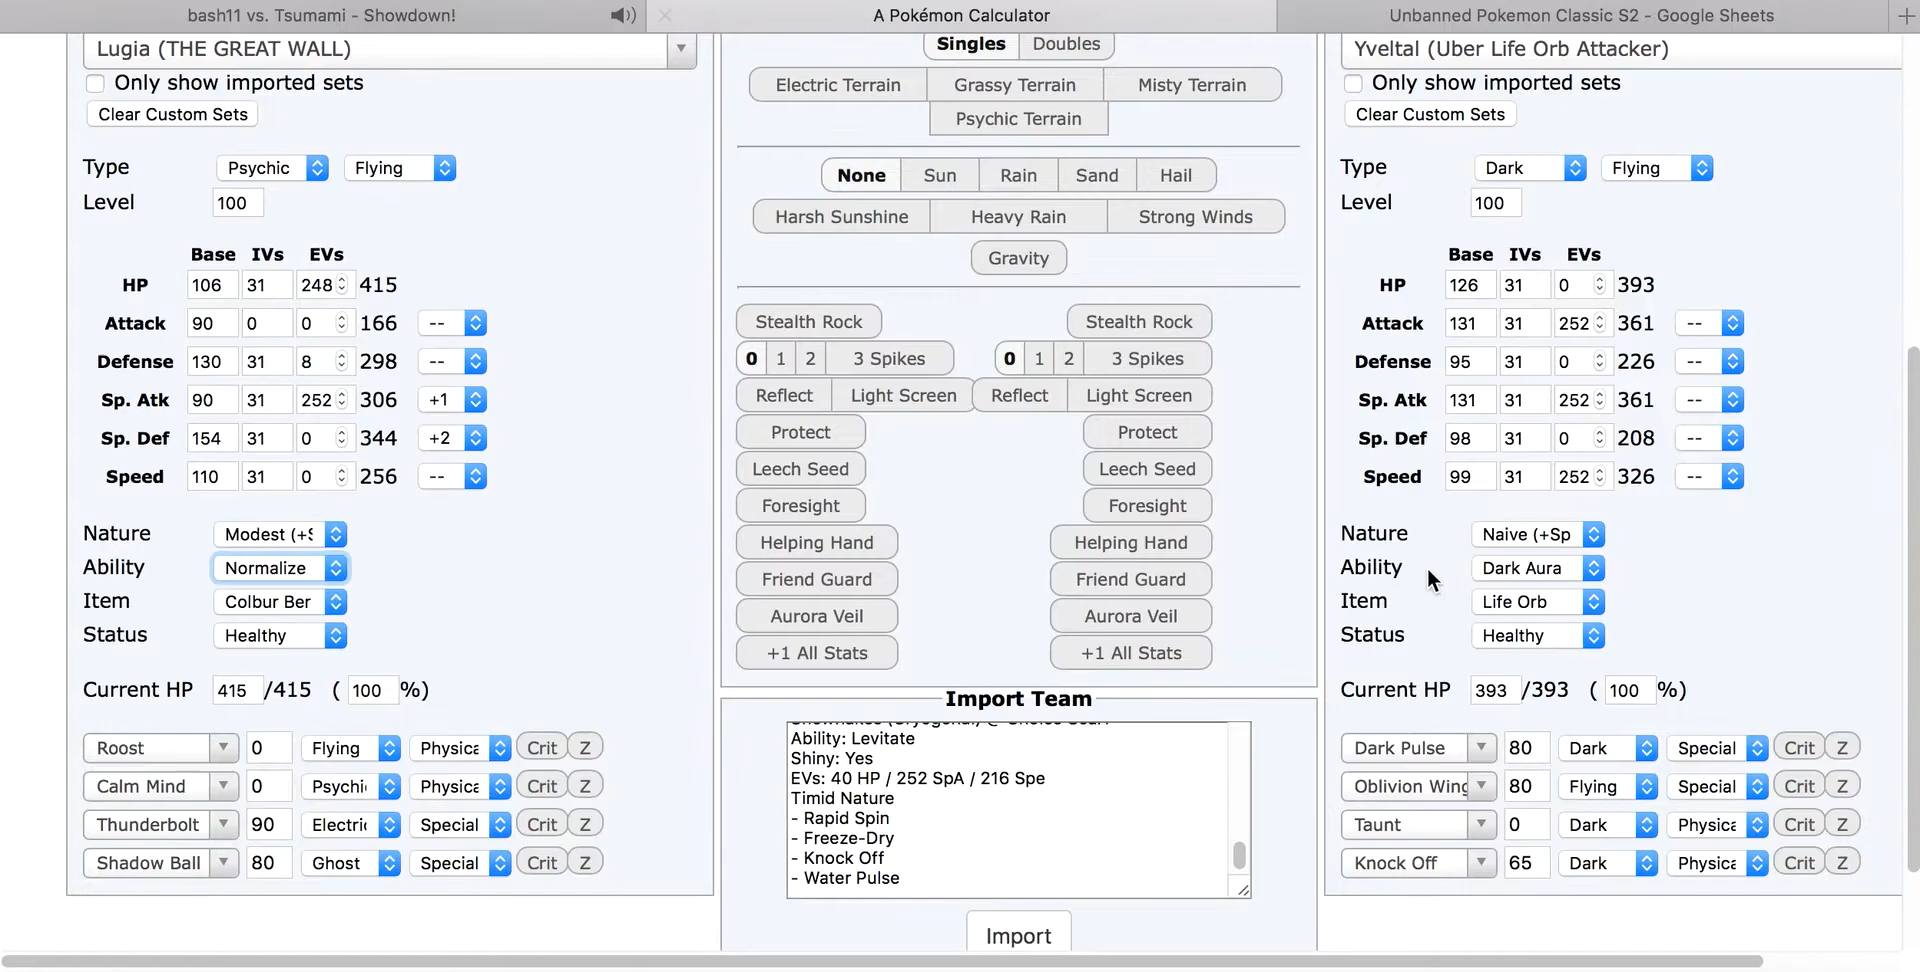 bash11 vs. Tsumami - Showdown!
A Pokémon Calculator
Unbanned Pokemon Classic S2 - Google Sheets
Lugia (THE GREAT WALL)
Only show imported sets
Clear Custom Sets
Type Psychic Flying
Level 100
Base IVs EVs
HP 106 31 248 415
Attack 90 0 0 166 --
Defense 130 31 8 298 --
Sp. Atk 90 31 252 306 +1
Sp. Def 154 31 0 344 +2
Speed 110 31 0 256 --
Nature Modest (+S
Ability Normalize
Item Colbur Ber
Status Healthy
Current HP 415 /415 ( 100 %)
Roost 0 Flying Physica Crit Z
Calm Mind 0 Psychi Physica Crit Z
Thunderbolt 90 Electri Special Crit Z
Shadow Ball 80 Ghost Special Crit Z
Singles Doubles
Electric Terrain Grassy Terrain Misty Terrain
Psychic Terrain
None Sun Rain Sand Hail
Harsh Sunshine Heavy Rain Strong Winds
Gravity
Stealth Rock Stealth Rock
0 1 2 3 Spikes 0 1 2 3 Spikes
Reflect Light Screen Reflect Light Screen
Protect Protect
Leech Seed Leech Seed
Foresight Foresight
Helping Hand Helping Hand
Friend Guard Friend Guard
Aurora Veil Aurora Veil
+1 All Stats +1 All Stats
Import Team
Ability: Levitate
Shiny: Yes
EVs: 40 HP / 252 SpA / 216 Spe
Timid Nature
- Rapid Spin
- Freeze-Dry
- Knock Off
- Water Pulse
Import
Yveltal (Uber Life Orb Attacker)
Only show imported sets
Clear Custom Sets
Type Dark Flying
Level 100
Base IVs EVs
HP 126 31 0 393
Attack 131 31 252 361 --
Defense 95 31 0 226 --
Sp. Atk 131 31 252 361 --
Sp. Def 98 31 0 208 --
Speed 99 31 252 326 --
Nature Naive (+Sp
Ability Dark Aura
Item Life Orb
Status Healthy
Current HP 393 /393 ( 100 %)
Dark Pulse 80 Dark Special Crit Z
Oblivion Wing 80 Flying Special Crit Z
Taunt 0 Dark Physica Crit Z
Knock Off 65 Dark Physica Crit Z